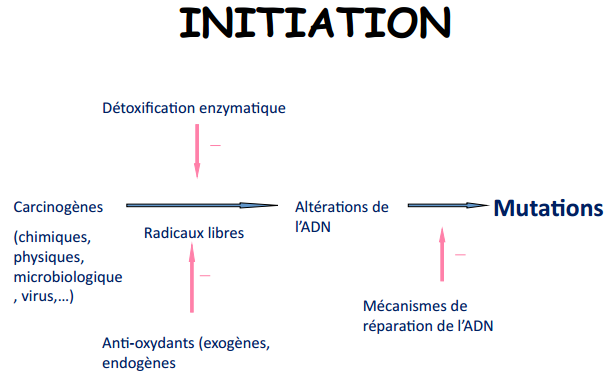 INITIATION
Détoxification enzymatique
–
Carcinogènes
(chimiques,
physiques,
microbiologique
, virus,...)
Radicaux libres
Altérations de
l'ADN
Mutations
–
–
Anti-oxydants (exogènes,
endogènes
Mécanismes de
réparation de l'ADN